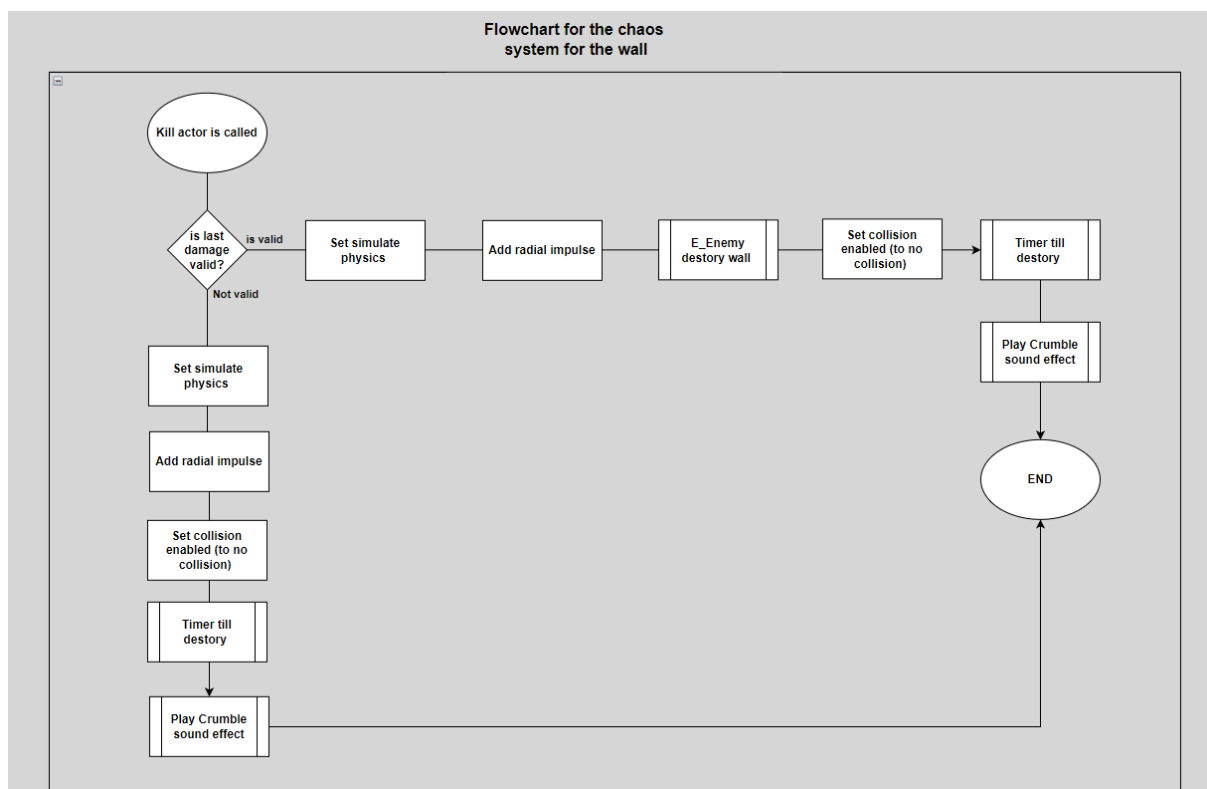 Flowchart for the chaos
system for the wall
Kill actor is called
is last
damage
valid?
is valid
Not valid
Set simulate
physics
Add radial impulse
E_Enemy
destory wall
Set collision
enabled (to no
collision)
Timer till
destory
Play Crumble
sound effect
END
Set simulate
physics
Add radial impulse
Set collision
enabled (to no
collision)
Timer till
destory
Play Crumble
sound effect